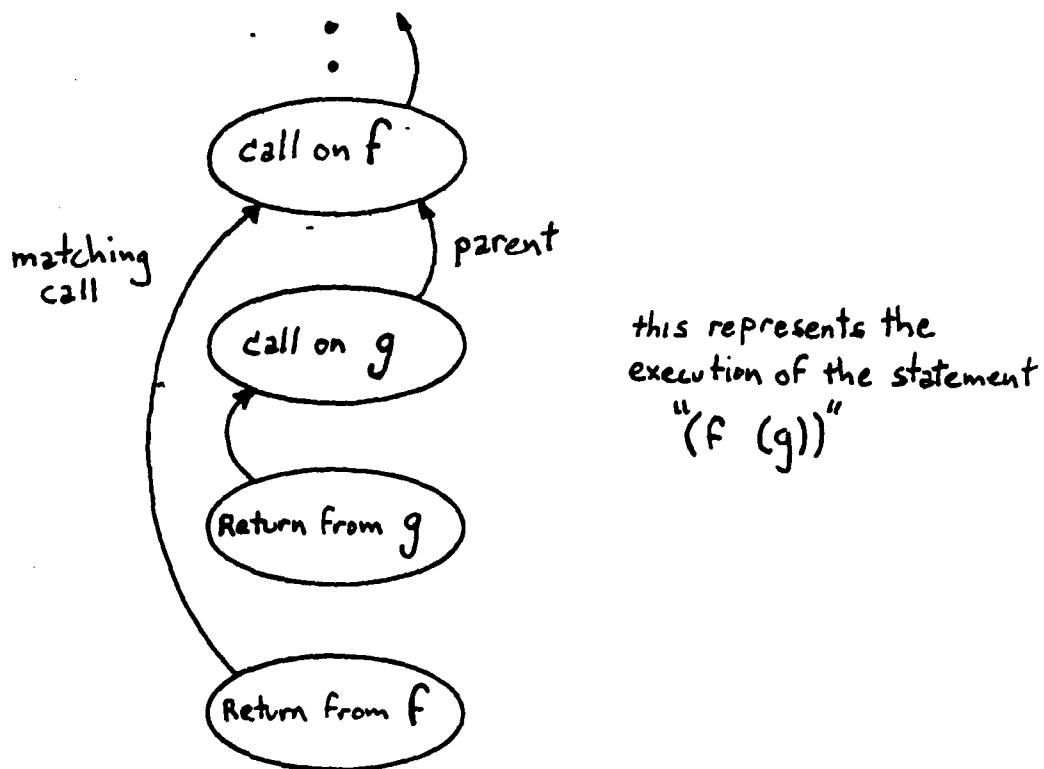 call on f
matching
call
parent
call on g
this represents the
execution of the statement
"(f (g))"
Return from g
Return from f